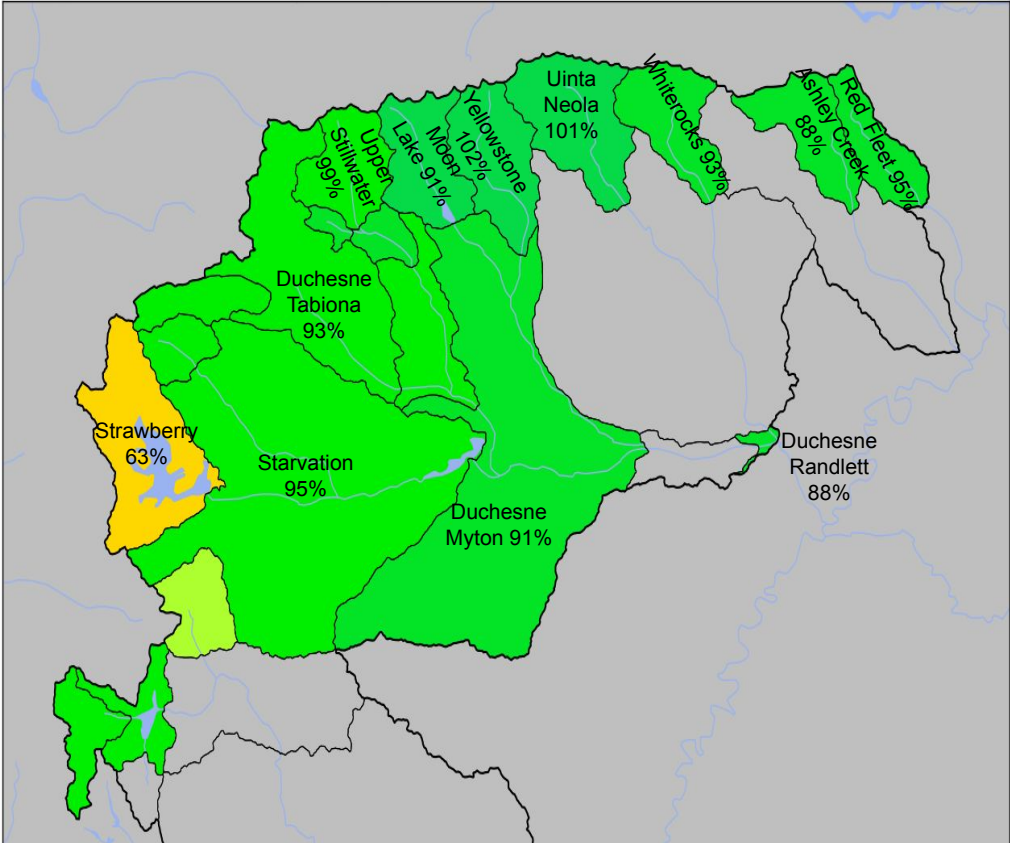 Uinta
Neola
101%
Whiterocks 93%
Ashley Creek
88%
Red Fleet 95%
Yellowstone
102%
Moon
Lake 91%
Upper
Stillwater
99%
Duchesne
Tabiona
93%
Strawberry
63%
Starvation
95%
Duchesne
Randlett
88%
Duchesne
Myton 91%